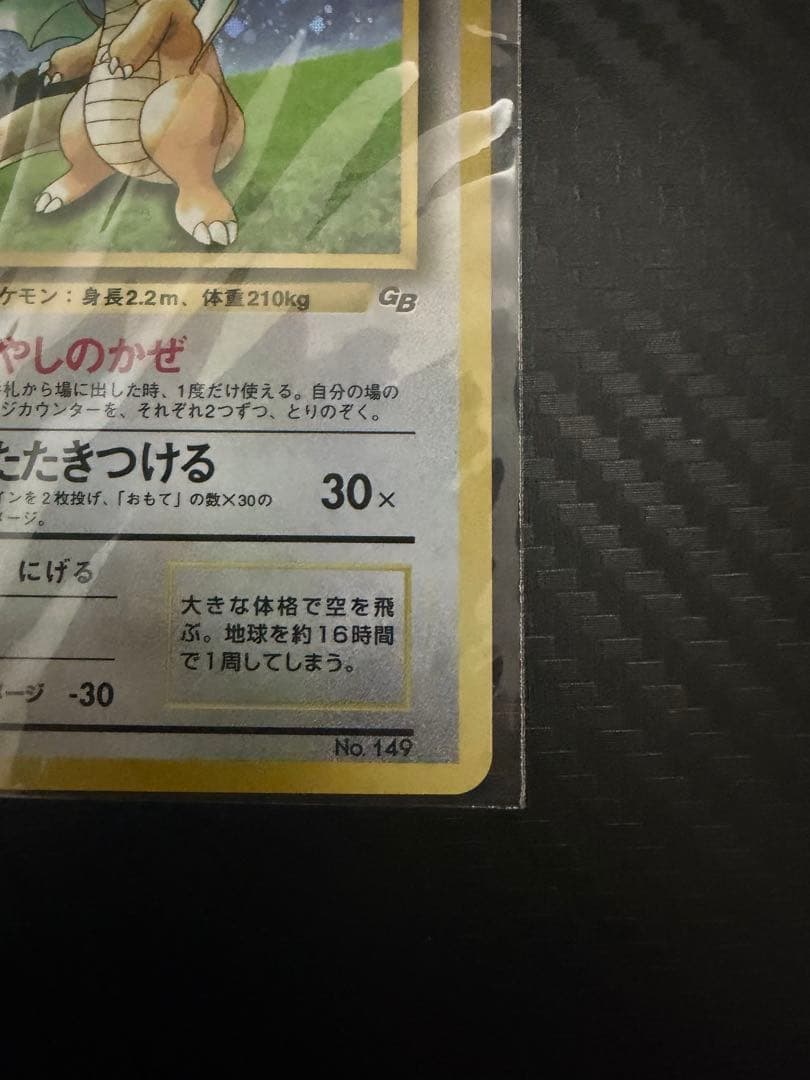 ケモン：身長2.2m、体重210kg GB
やしのかぜ
札から場に出した時、1度だけ使える。自分の場の
ジカウンターを、それぞれ2つずつ、とりのぞく。
たたきつける 30×
インを2枚投げ、「おもて」の数×30の
メージ。
にげる
大きな体格で空を飛
ぶ。地球を約16時間
で1周してしまう。
メージ -30
No. 149